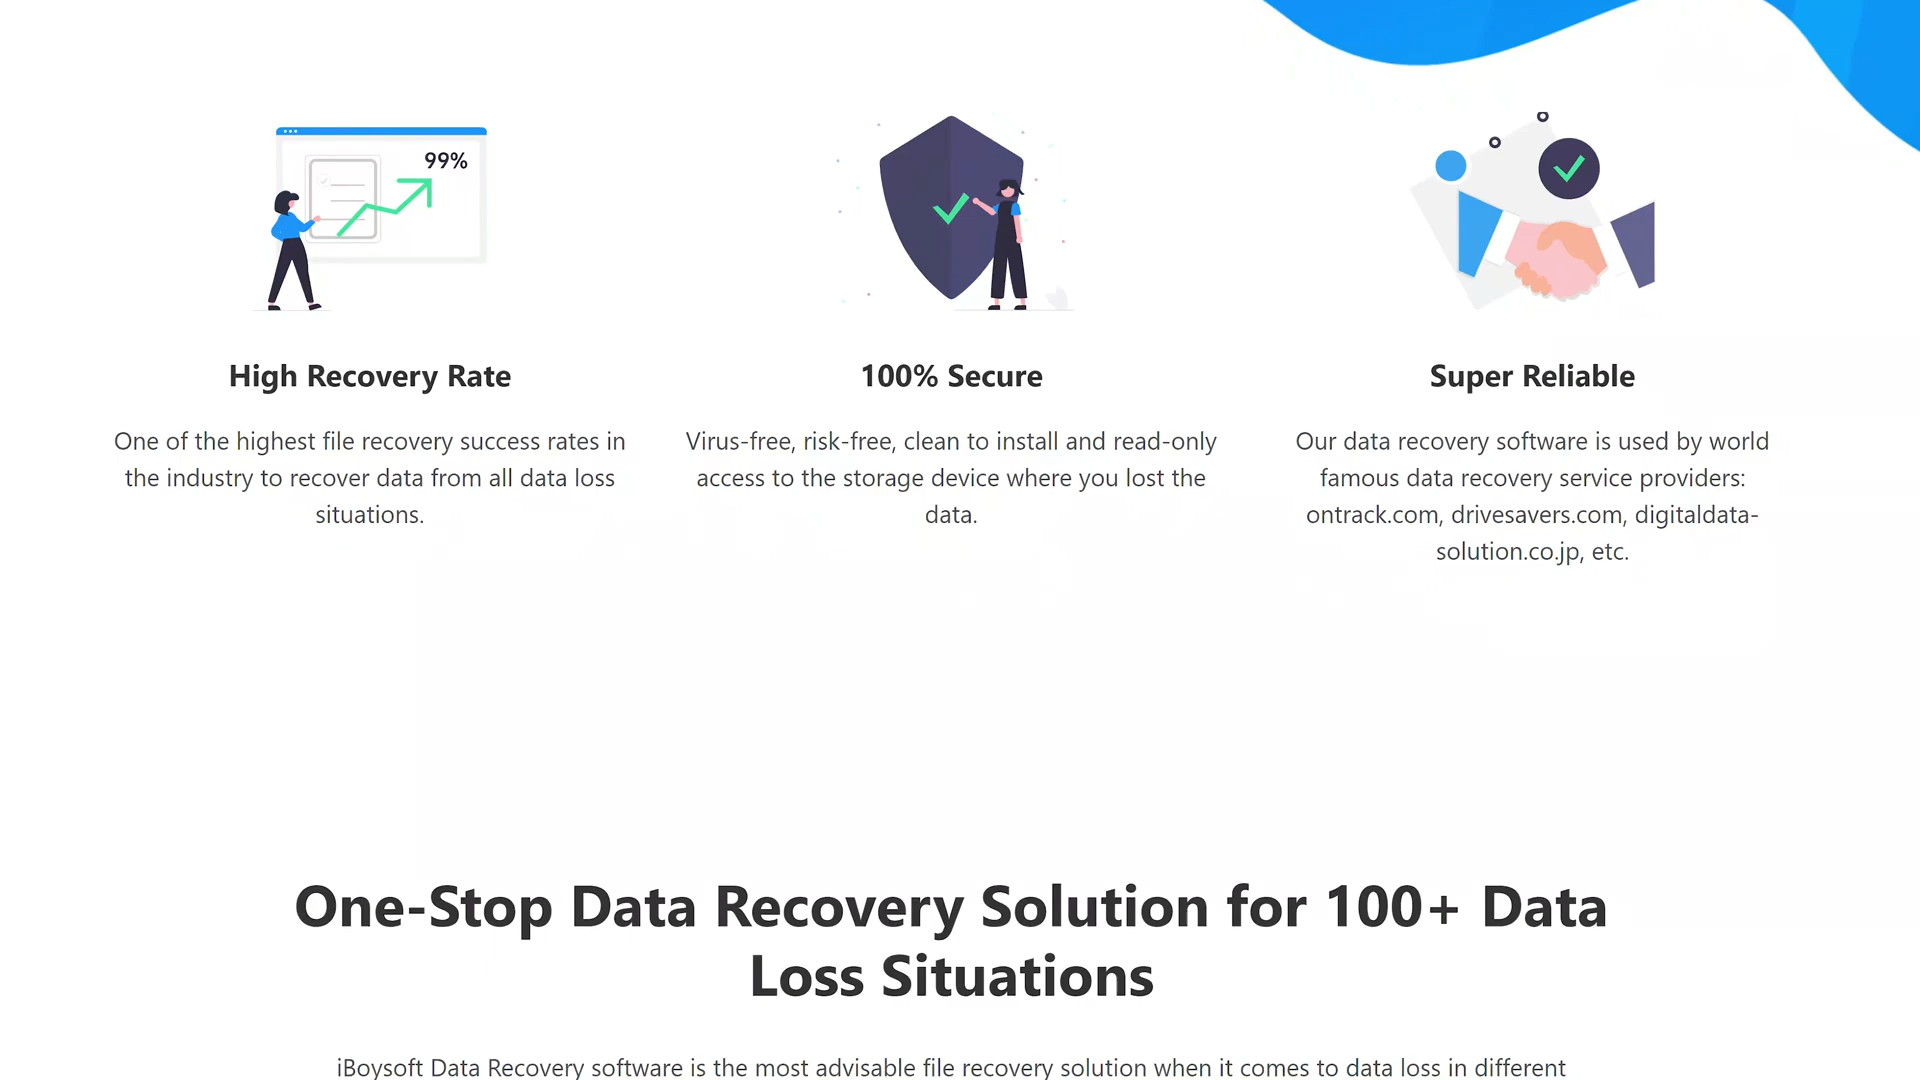 99%
High Recovery Rate
One of the highest file recovery success rates in
the industry to recover data from all data loss
situations.
100% Secure
Virus-free, risk-free, clean to install and read-only
access to the storage device where you lost the
data.
Super Reliable
Our data recovery software is used by world
famous data recovery service providers:
ontrack.com, drivesavers.com, digitaldata-
solution.co.jp, etc.
One-Stop Data Recovery Solution for 100+ Data
Loss Situations
iBoysoft Data Recovery software is the most advisable file recovery solution when it comes to data loss in different